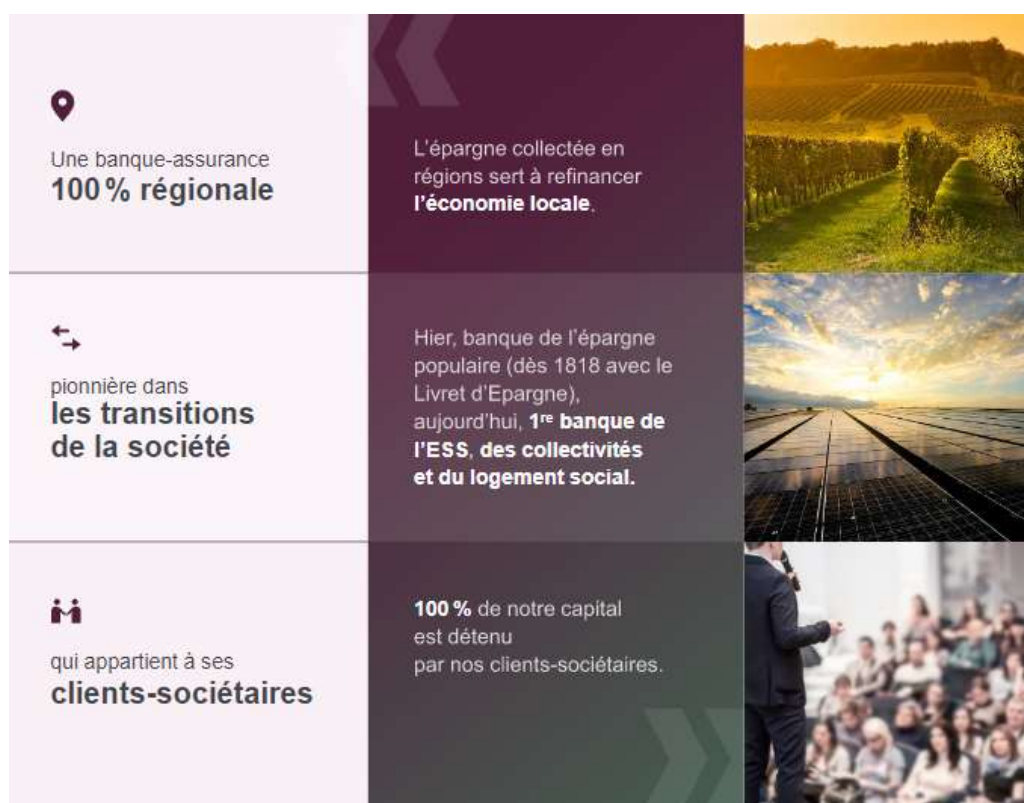 Une banque-assurance
100 % régionale
L'épargne collectée en
régions sert à refinancer
l'économie locale.
pionnière dans
les transitions
de la société
Hier, banque de l'épargne
populaire (dès 1818 avec le
Livret d'Epargne),
aujourd'hui, 1re banque de
l'ESS, des collectivités
et du logement social.
qui appartient à ses
clients-sociétaires
100 % de notre capital
est détenu
par nos clients-sociétaires.